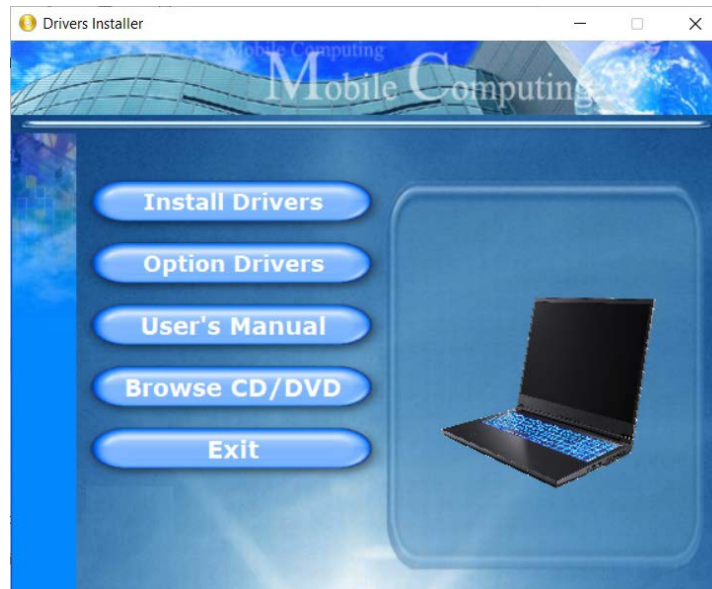 Drivers Installer
Mobile Computing
Mobile Computing
Install Drivers
Option Drivers
User's Manual
Browse CD/DVD
Exit